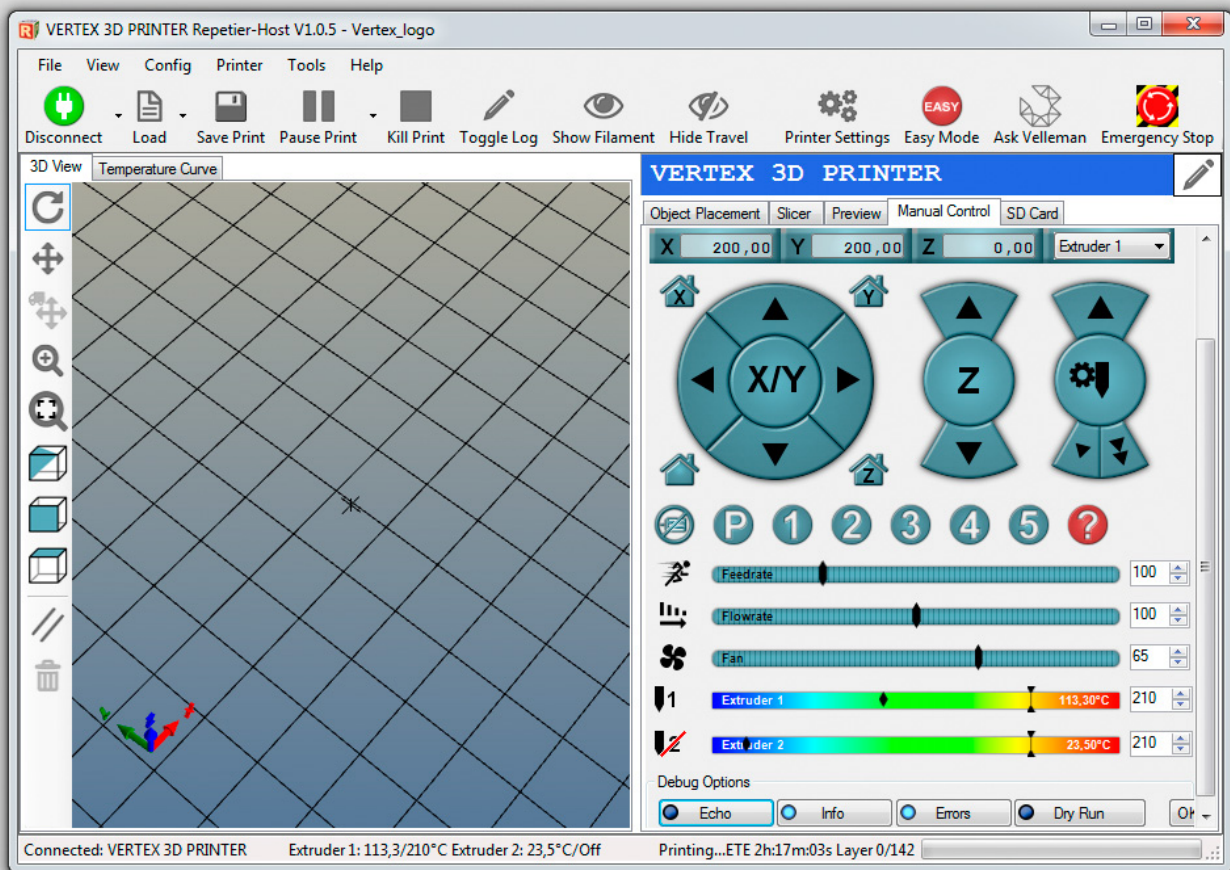 VERTEX 3D PRINTER Repetier-Host V1.0.5 - Vertex_logo
File View Config Printer Tools Help
Disconnect Load Save Print Pause Print Kill Print Toggle Log Show Filament Hide Travel Printer Settings EASY Easy Mode Ask Velleman Emergency Stop
3D View Temperature Curve
VERTEX 3D PRINTER
Object Placement Slicer Preview Manual Control SD Card
X 200,00 Y 200,00 Z 0,00 Extruder 1
X Y
X/Y Z
Z
P 1 2 3 4 5 ?
Feedrate 100
Flowrate 100
Fan 65
1 Extruder 1 113,30°C 210
2 Extruder 2 23,50°C 210
Debug Options
Echo Info Errors Dry Run
Connected: VERTEX 3D PRINTER Extruder 1: 113,3/210°C Extruder 2: 23,5°C/Off Printing...ETE 2h:17m:03s Layer 0/142